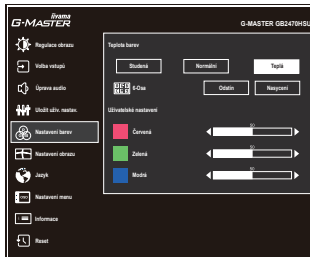 iiyama
G-MASTER
G-MASTER GB2470HSU
Regulace obrazu
Volba vstupů
Úprava audio
Uložit uživ. nastav.
Nastavení barev
Nastavení obrazu
Jazyk
OSD
Nastavení menu
Informace
Reset
Teplota barev
Studená
Normální
Teplá
6-Osa
Odstín
Nasycení
Uživatelské nastavení
Červená
50
Zelená
50
Modrá
50